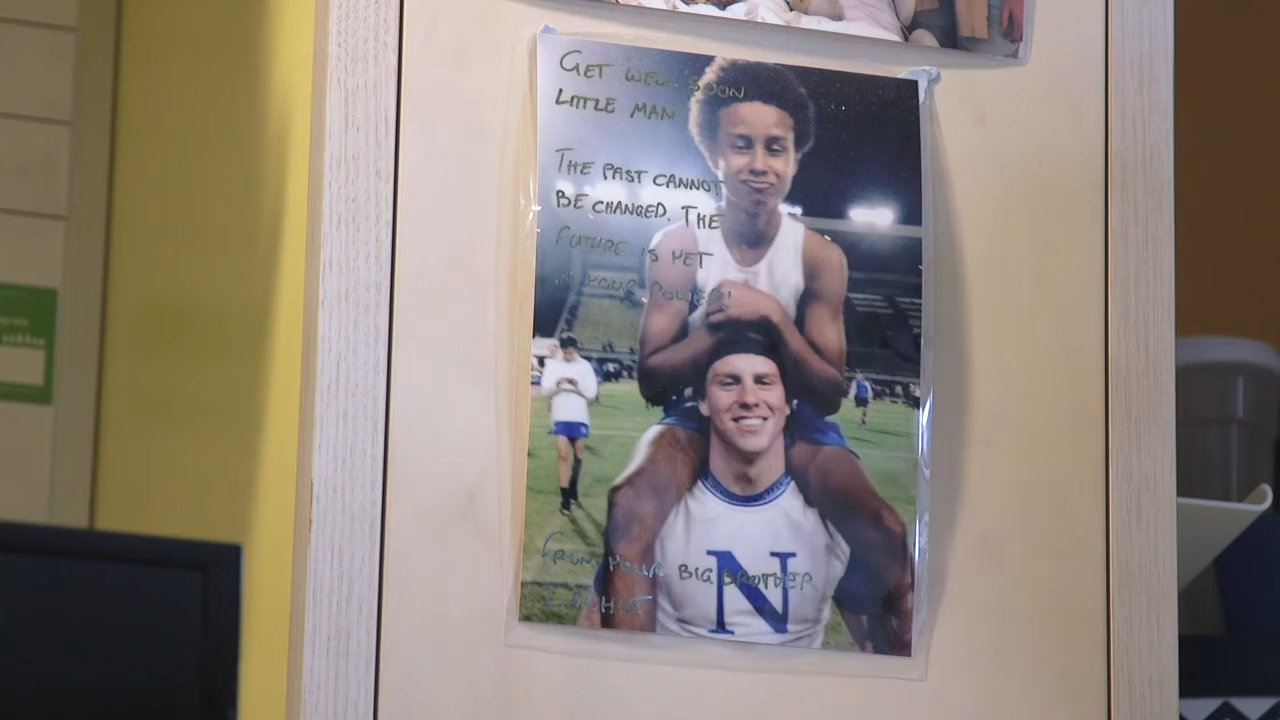 GET WELL SOON
LITTLE MAN
THE PAST CANNOT
BE CHANGED. THE
FUTURE IS YET
IN YOUR POWER!
N
FROM YOUR BIG BROTHER